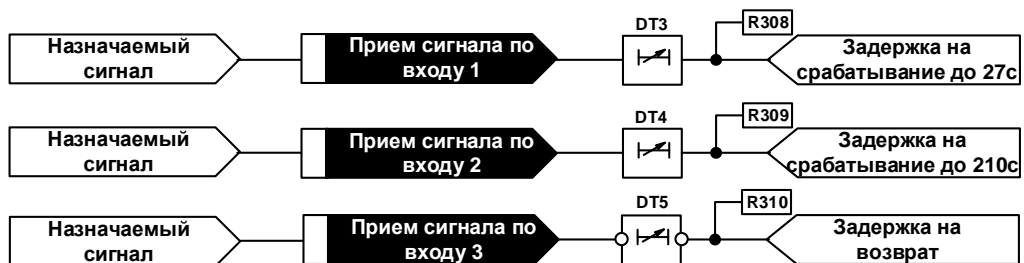 DT3
R308
Назначаемый
сигнал
Прием сигнала по
входу 1
Задержка на
срабатывание до 27с
DT4
R309
Назначаемый
сигнал
Прием сигнала по
входу 2
Задержка на
срабатывание до 210с
DT5
R310
Назначаемый
сигнал
Прием сигнала по
входу 3
Задержка на
возврат